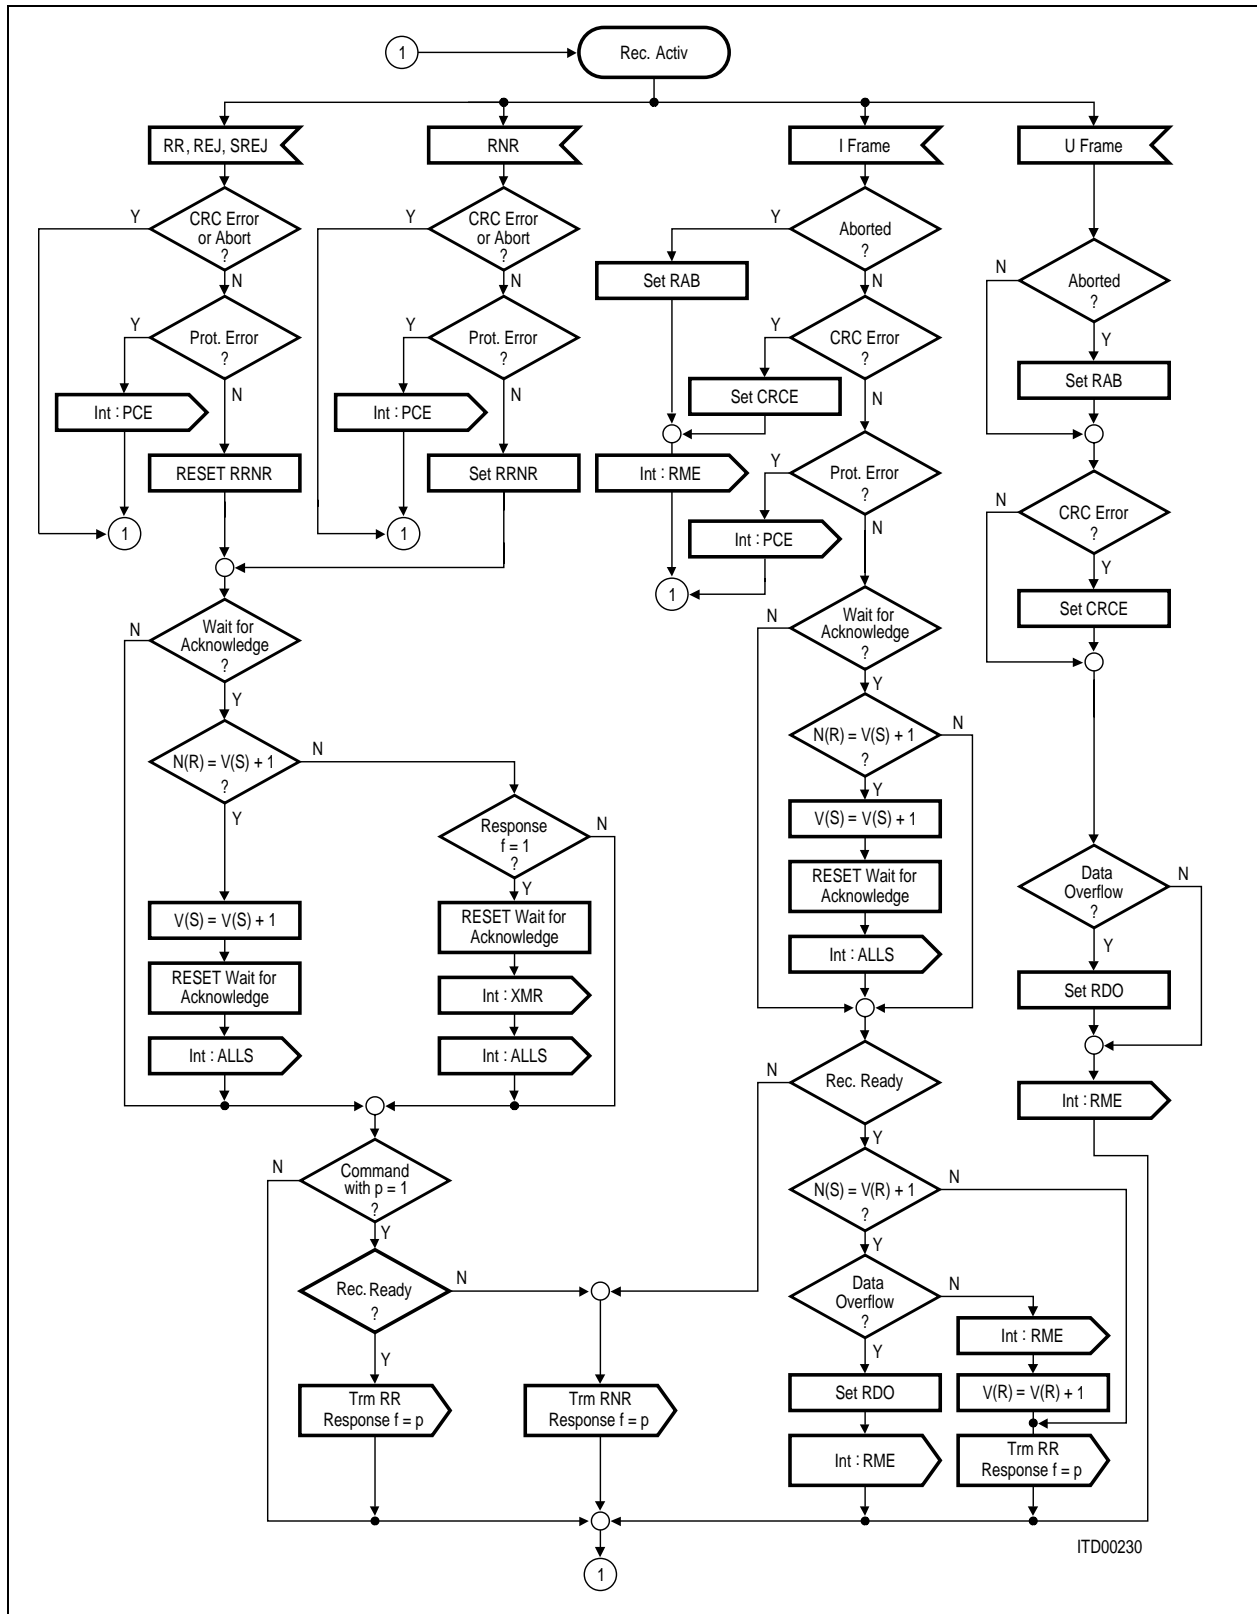 1
Rec. Activ
RR, REJ, SREJ
RNR
I Frame
U Frame
Y
CRC Error
or Abort
?
N
Y
CRC Error
or Abort
?
N
Y
Aborted
?
N
Set RAB
N
Aborted
?
Y
Set RAB
Y
Prot. Error
?
N
Y
Prot. Error
?
N
Y
CRC Error
?
N
Set CRCE
Int : PCE
Int : PCE
RESET RRNR
Set RRNR
Int : RME
Y
Prot. Error
?
N
Int : PCE
N
CRC Error
?
Y
Set CRCE
1
1
1
N
Wait for
Acknowledge
?
Y
N
Wait for
Acknowledge
?
Y
N(R) = V(S) + 1
?
N
Y
N(R) = V(S) + 1
?
N
Y
Response
f = 1
?
N
Y
V(S) = V(S) + 1
RESET Wait for
Acknowledge
Int : ALLS
Data
Overflow
?
N
Y
Set RDO
V(S) = V(S) + 1
RESET Wait for
Acknowledge
Int : ALLS
RESET Wait for
Acknowledge
Int : XMR
Int : ALLS
N
Rec. Ready
Y
Int : RME
N
Command
with p = 1
?
Y
N(S) = V(R) + 1
?
N
Y
Rec. Ready
?
N
Y
Data
Overflow
?
N
Y
Int : RME
V(R) = V(R) + 1
Trm RR
Response f = p
Trm RNR
Response f = p
Set RDO
Int : RME
Trm RR
Response f = p
1
ITD00230